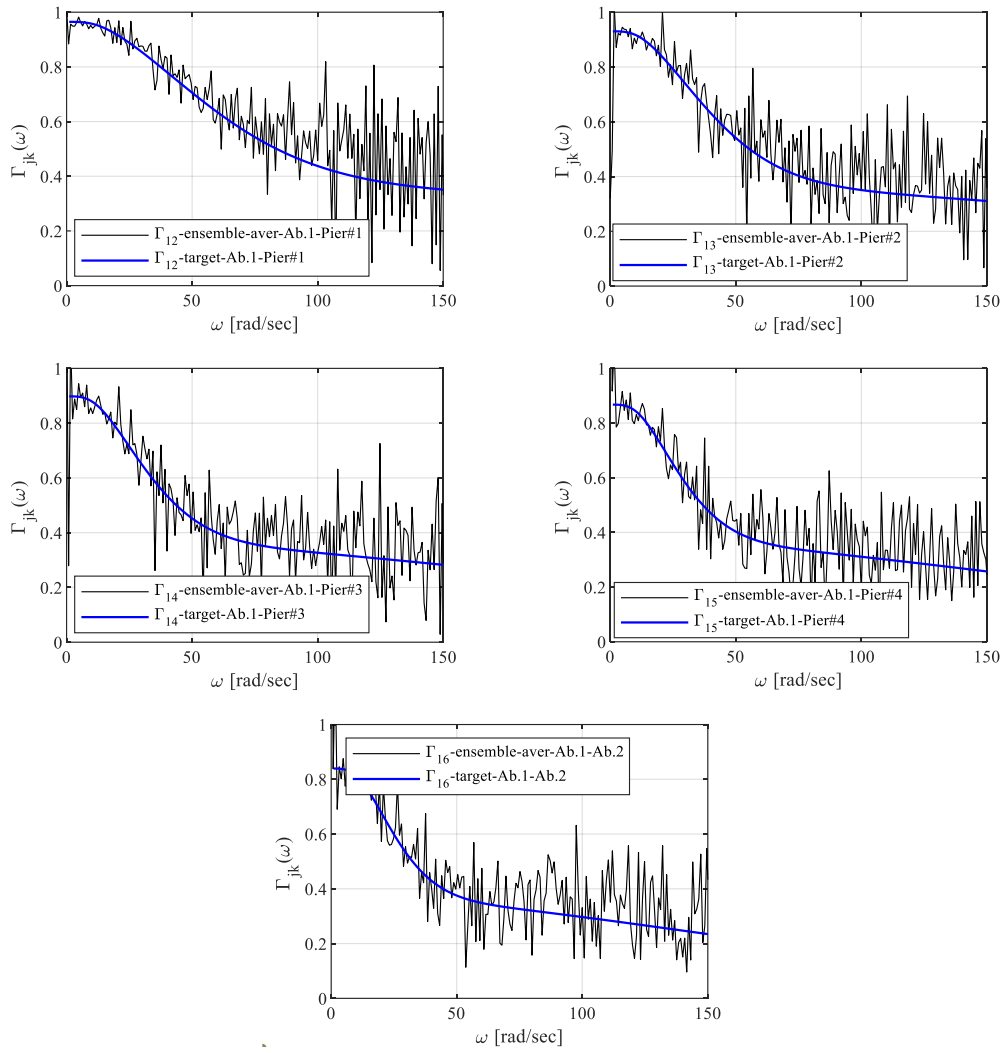 1
0.8
0.6
0.4
0.2
0
Γjk(ω)
Γ12-ensemble-aver-Ab.1-Pier#1
Γ12-target-Ab.1-Pier#1
0 50 100 150
ω [rad/sec]
1
0.8
0.6
0.4
0.2
0
Γjk(ω)
Γ13-ensemble-aver-Ab.1-Pier#2
Γ13-target-Ab.1-Pier#2
0 50 100 150
ω [rad/sec]
1
0.8
0.6
0.4
0.2
0
Γjk(ω)
Γ14-ensemble-aver-Ab.1-Pier#3
Γ14-target-Ab.1-Pier#3
0 50 100 150
ω [rad/sec]
1
0.8
0.6
0.4
0.2
0
Γjk(ω)
Γ15-ensemble-aver-Ab.1-Pier#4
Γ15-target-Ab.1-Pier#4
0 50 100 150
ω [rad/sec]
1
0.8
0.6
0.4
0.2
0
Γjk(ω)
Γ16-ensemble-aver-Ab.1-Ab.2
Γ16-target-Ab.1-Ab.2
0 50 100 150
ω [rad/sec]